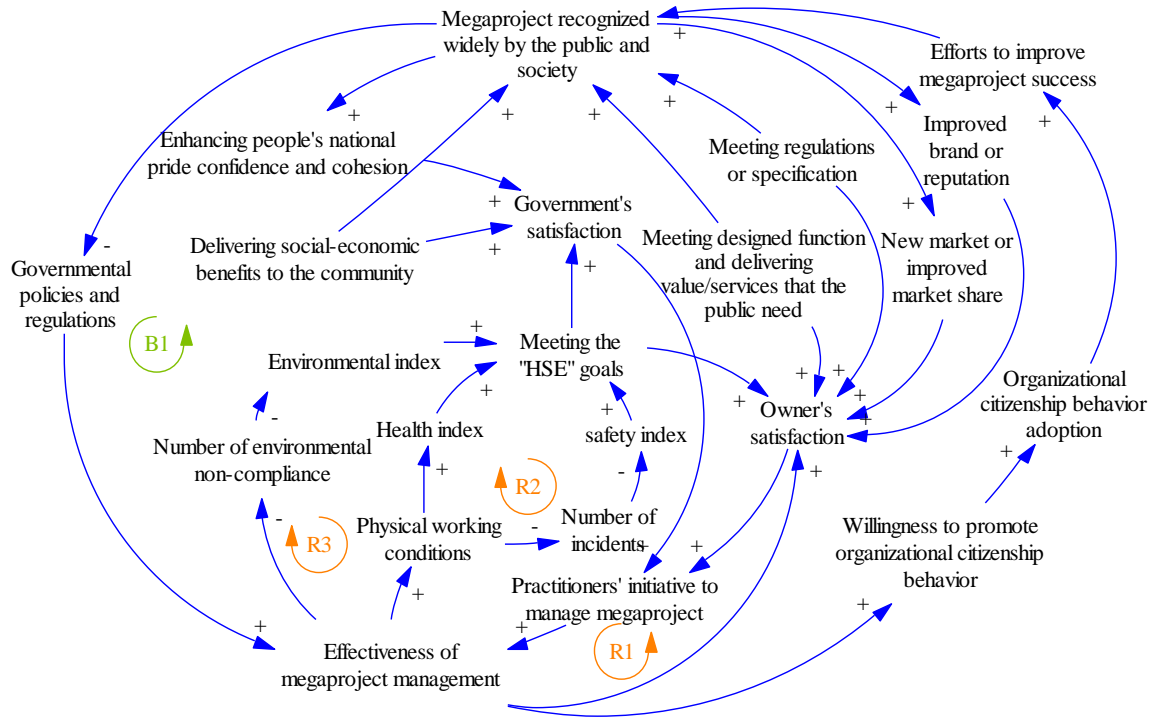 Megaproject recognized
widely by the public and
society
+
Efforts to improve
megaproject success
+
+
+
+
+
+
Improved
brand or
reputation
Enhancing people's national
pride confidence and cohesion
Meeting regulations
or specification
+
+
Government's
satisfaction
-
Delivering social-economic
benefits to the community
+
+
Meeting designed function
and delivering
value/services that the
public need
New market or
improved
market share
Governmental
policies and
regulations
B1
+
Environmental index
+
Meeting the
"HSE" goals
+
+
+
+
+
+
Owner's
satisfaction
Organizational
citizenship behavior
adoption
-
Number of environmental
non-compliance
Health index
+
safety index
+
-
+
+
R2
-
R3
Physical working
conditions
-
Number of
incidents
+
+
Willingness to promote
organizational citizenship
behavior
+
Practitioners' initiative to
manage megaproject
+
+
+
R1
Effectiveness of
megaproject management